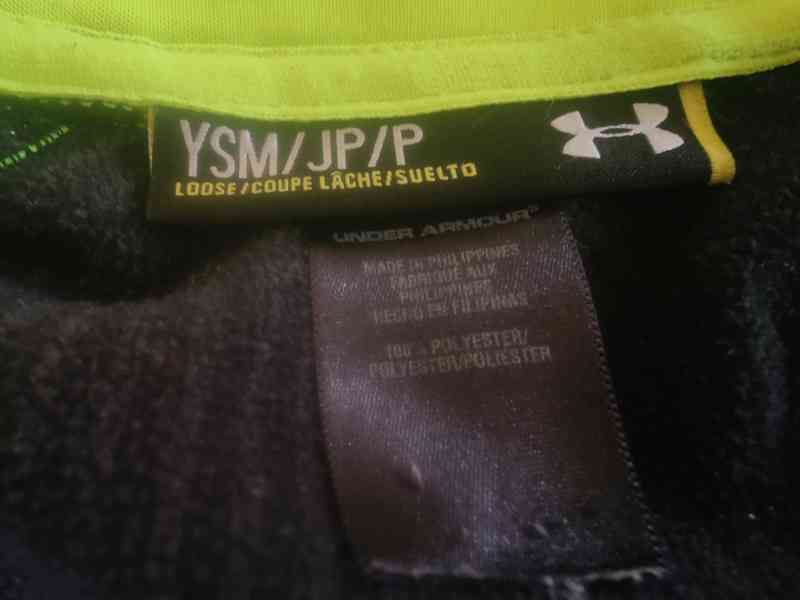 YSM/JP/P
LOOSE/COUPE LÂCHE/SUELTO
UNDER ARMOUR®
MADE IN PHILIPPINES
FABRIQUÉ AUX
PHILIPPINES
HECHO EN FILIPINAS
100% POLYESTER/
POLYESTER/POLIESTER